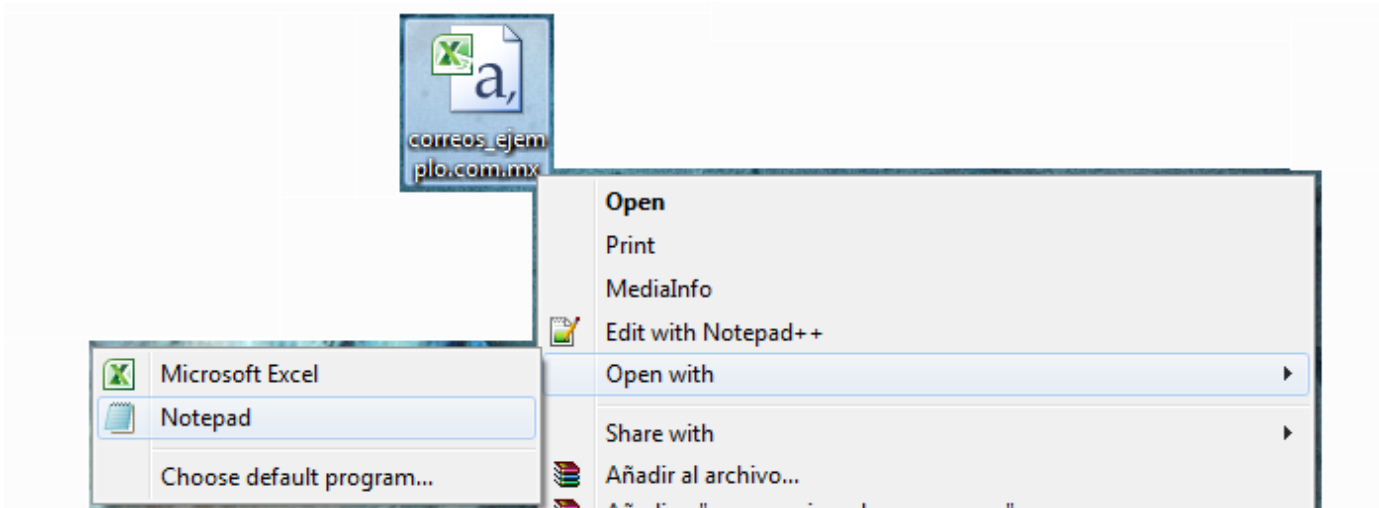 a,
correos_ejem
plo.com.mx
Open
Print
MediaInfo
Edit with Notepad++
Open with
Share with
Añadir al archivo...
Microsoft Excel
Notepad
Choose default program...